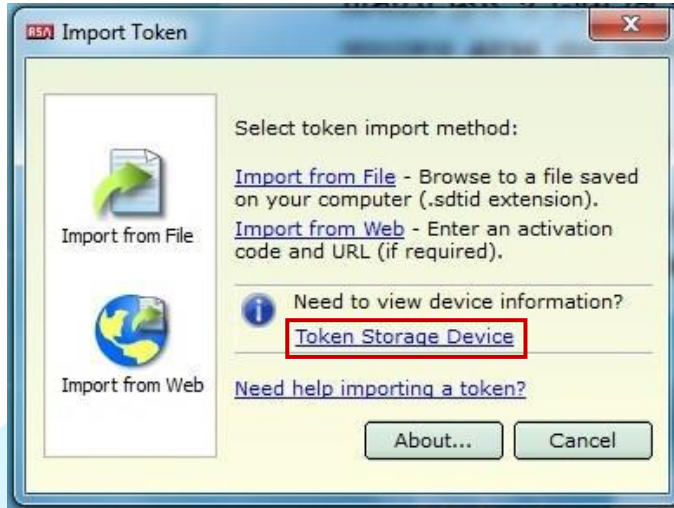 RSA Import Token
Select token import method:
Import from File - Browse to a file saved
on your computer (.sdtid extension).
Import from File
Import from Web - Enter an activation
code and URL (if required).
Need to view device information?
Token Storage Device
Import from Web
Need help importing a token?
About...
Cancel